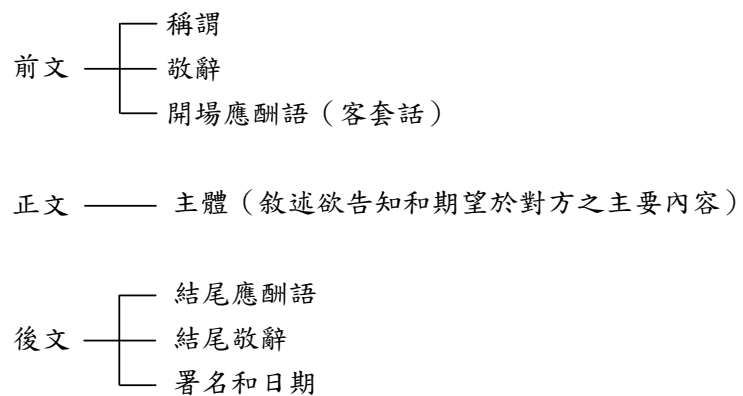 稱謂
前文
敬辭
開場應酬語（客套話）
正文
主體（敘述欲告知和期望於對方之主要內容）
結尾應酬語
後文
結尾敬辭
署名和日期